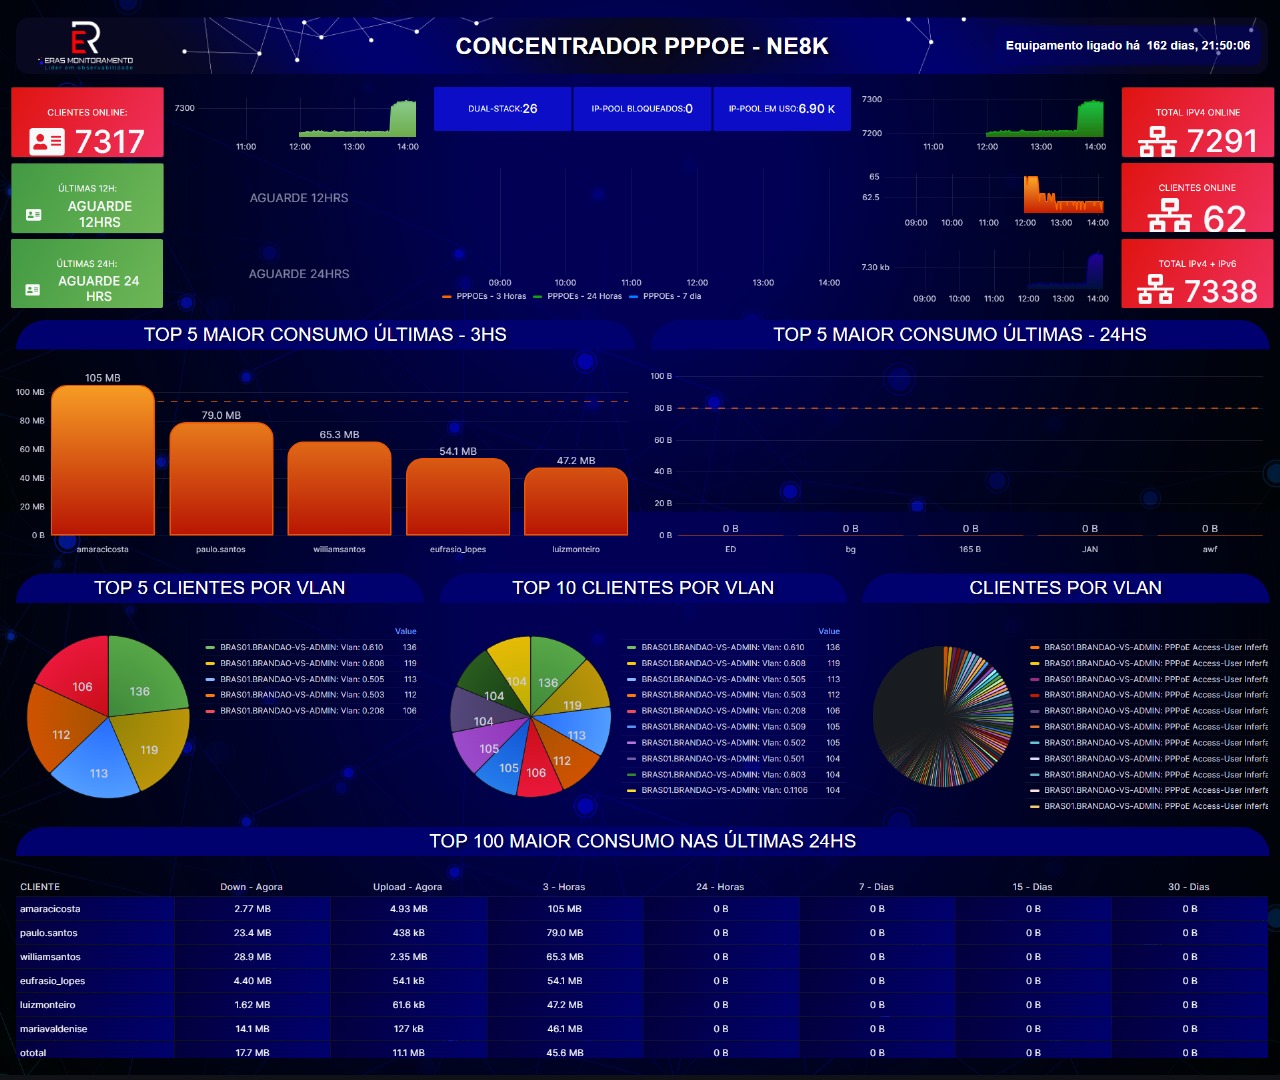 ER
ERAS MONITORAMENTO
Líder em observabilidade
CONCENTRADOR PPPOE - NE8K
Equipamento ligado há 162 dias, 21:50:06
CLIENTES ONLINE:
7317
7300
11:00 12:00 13:00 14:00
DUAL-STACK:26
IP-POOL BLOQUEADOS:0
IP-POOL EM USO:6.90 K
7300
7200
11:00 12:00 13:00 14:00
TOTAL IPV4 ONLINE
7291
ÚLTIMAS 12H:
AGUARDE
12HRS
AGUARDE 12HRS
65
62.5
09:00 10:00 11:00 12:00 13:00 14:00
CLIENTES ONLINE
62
ÚLTIMAS 24H:
AGUARDE 24
HRS
AGUARDE 24HRS
09:00 10:00 11:00 12:00 13:00 14:00
PPPOEs - 3 Horas PPPOEs - 24 Horas PPPOEs - 7 dia
7.30 kb
09:00 10:00 11:00 12:00 13:00 14:00
TOTAL IPv4 + IPv6
7338
TOP 5 MAIOR CONSUMO ÚLTIMAS - 3HS
100 MB
80 MB
60 MB
40 MB
20 MB
0 B
105 MB
79.0 MB
65.3 MB
54.1 MB
47.2 MB
amaracicosta paulo.santos williamsantos eufrasio_lopes luizmonteiro
TOP 5 MAIOR CONSUMO ÚLTIMAS - 24HS
100 B
80 B
60 B
40 B
20 B
0 B
0 B 0 B 0 B 0 B 0 B
ED bg 165 B JAN awf
TOP 5 CLIENTES POR VLAN
136
119
113
112
106
Value
BRAS01.BRANDAO-VS-ADMIN: Vlan: 0.610 136
BRAS01.BRANDAO-VS-ADMIN: Vlan: 0.608 119
BRAS01.BRANDAO-VS-ADMIN: Vlan: 0.505 113
BRAS01.BRANDAO-VS-ADMIN: Vlan: 0.503 112
BRAS01.BRANDAO-VS-ADMIN: Vlan: 0.208 106
TOP 10 CLIENTES POR VLAN
136
119
113
112
106
105
105
104
104
104
Value
BRAS01.BRANDAO-VS-ADMIN: Vlan: 0.610 136
BRAS01.BRANDAO-VS-ADMIN: Vlan: 0.608 119
BRAS01.BRANDAO-VS-ADMIN: Vlan: 0.505 113
BRAS01.BRANDAO-VS-ADMIN: Vlan: 0.503 112
BRAS01.BRANDAO-VS-ADMIN: Vlan: 0.208 106
BRAS01.BRANDAO-VS-ADMIN: Vlan: 0.509 105
BRAS01.BRANDAO-VS-ADMIN: Vlan: 0.502 105
BRAS01.BRANDAO-VS-ADMIN: Vlan: 0.501 104
BRAS01.BRANDAO-VS-ADMIN: Vlan: 0.603 104
BRAS01.BRANDAO-VS-ADMIN: Vlan: 0.1106 104
CLIENTES POR VLAN
BRAS01.BRANDAO-VS-ADMIN: PPPoE Access-User Interfa
BRAS01.BRANDAO-VS-ADMIN: PPPoE Access-User Interfa
BRAS01.BRANDAO-VS-ADMIN: PPPoE Access-User Interfa
BRAS01.BRANDAO-VS-ADMIN: PPPoE Access-User Interfa
BRAS01.BRANDAO-VS-ADMIN: PPPoE Access-User Interfa
BRAS01.BRANDAO-VS-ADMIN: PPPoE Access-User Interfa
BRAS01.BRANDAO-VS-ADMIN: PPPoE Access-User Interfa
BRAS01.BRANDAO-VS-ADMIN: PPPoE Access-User Interfa
BRAS01.BRANDAO-VS-ADMIN: PPPoE Access-User Interfa
BRAS01.BRANDAO-VS-ADMIN: PPPoE Access-User Interfa
BRAS01.BRANDAO-VS-ADMIN: PPPoE Access-User Interfa
TOP 100 MAIOR CONSUMO NAS ÚLTIMAS 24HS
CLIENTE Down - Agora Upload - Agora 3 - Horas 24 - Horas 7 - Dias 15 - Dias 30 - Dias
amaracicosta 2.77 MB 4.93 MB 105 MB 0 B 0 B 0 B 0 B
paulo.santos 23.4 MB 438 kB 79.0 MB 0 B 0 B 0 B 0 B
williamsantos 28.9 MB 2.35 MB 65.3 MB 0 B 0 B 0 B 0 B
eufrasio_lopes 4.40 MB 54.1 kB 54.1 MB 0 B 0 B 0 B 0 B
luizmonteiro 1.62 MB 61.6 kB 47.2 MB 0 B 0 B 0 B 0 B
mariavaldenise 14.1 MB 127 kB 46.1 MB 0 B 0 B 0 B 0 B
ototal 17.7 MB 11.1 MB 45.6 MB 0 B 0 B 0 B 0 B